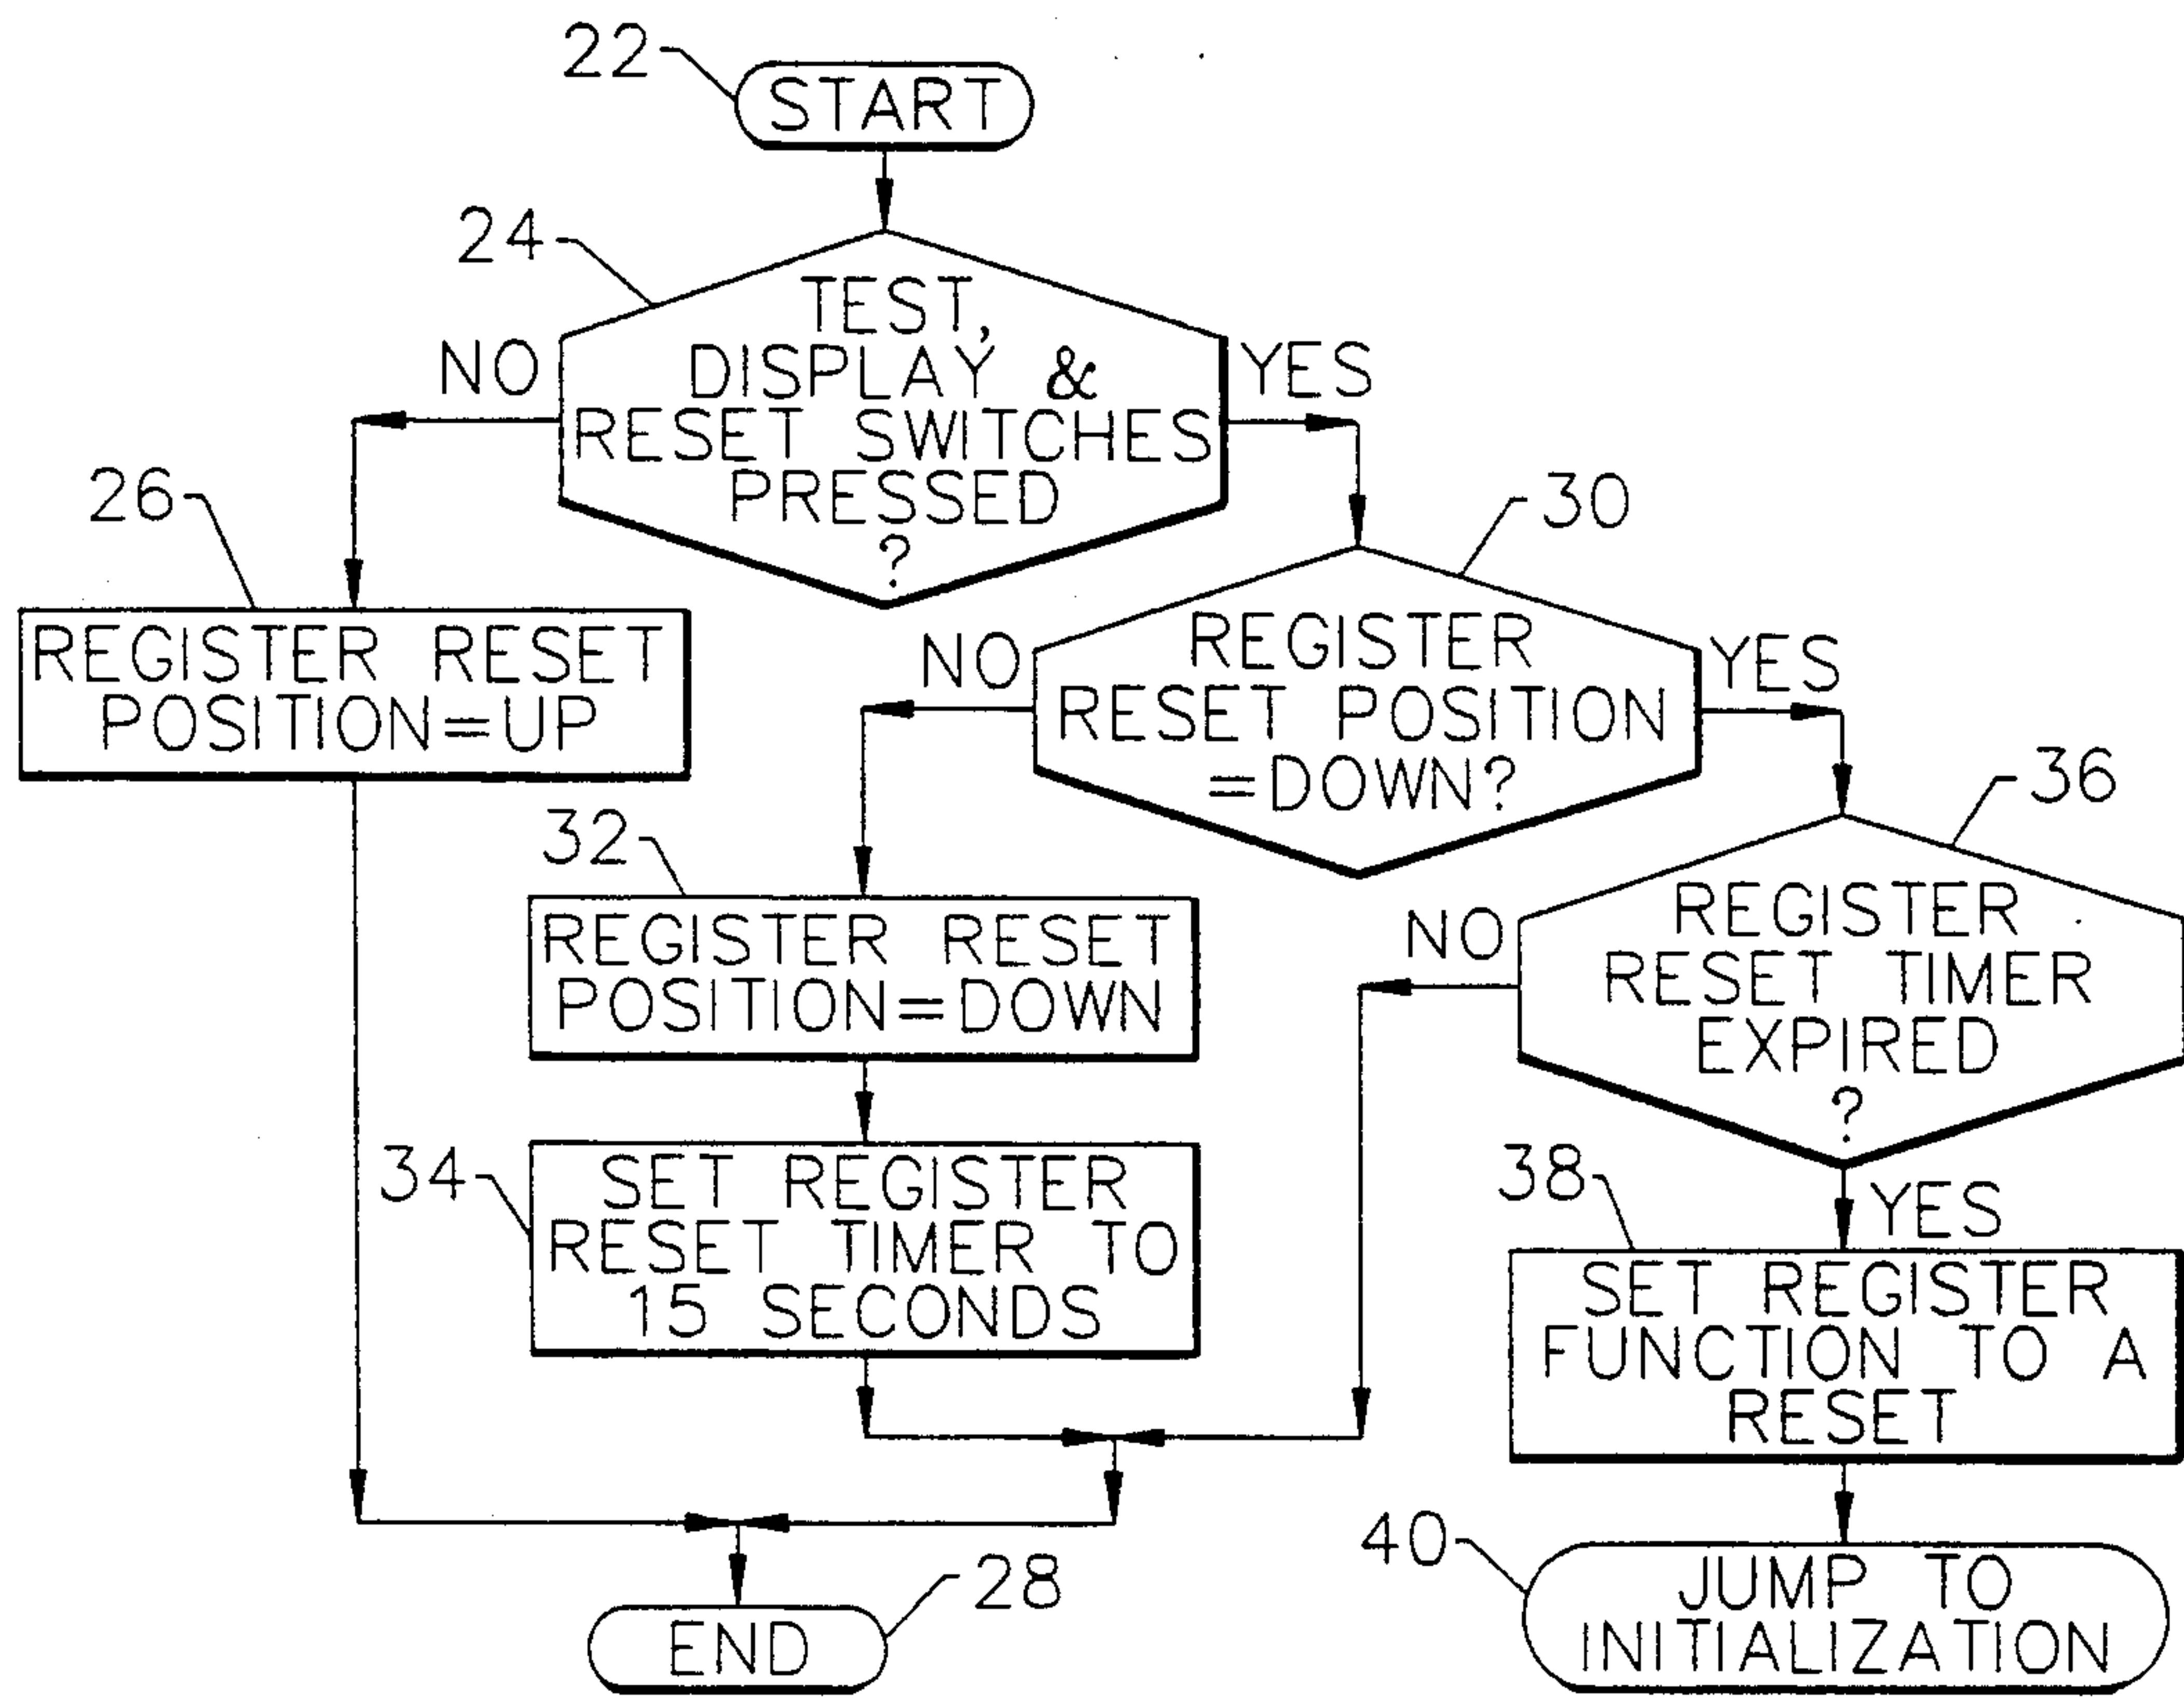 22
START
24
TEST,
DISPLAY &
RESET SWITCHES
PRESSED
?
NO
YES
26
REGISTER RESET
POSITION=UP
30
REGISTER
RESET POSITION
=DOWN?
NO
YES
32
REGISTER RESET
POSITION=DOWN
36
REGISTER
RESET TIMER
EXPIRED
?
NO
YES
34
SET REGISTER
RESET TIMER TO
15 SECONDS
38
SET REGISTER
FUNCTION TO A
RESET
28
END
40
JUMP TO
INITIALIZATION